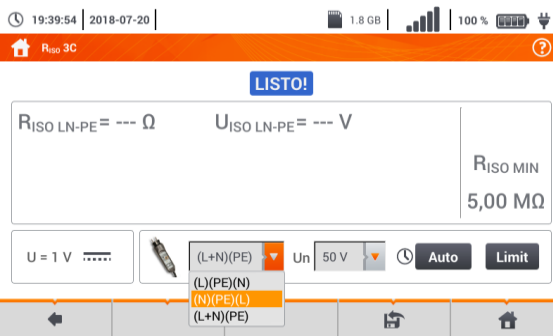 19:39:54 2018-07-20 1.8 GB 100 %
RISO 3C ?
LISTO!
RISO LN-PE= --- Ω UISO LN-PE= --- V
RISO MIN
5,00 MΩ
U = 1 V (L+N)(PE) Un 50 V Auto Limit
(L)(PE)(N)
(N)(PE)(L)
(L+N)(PE)